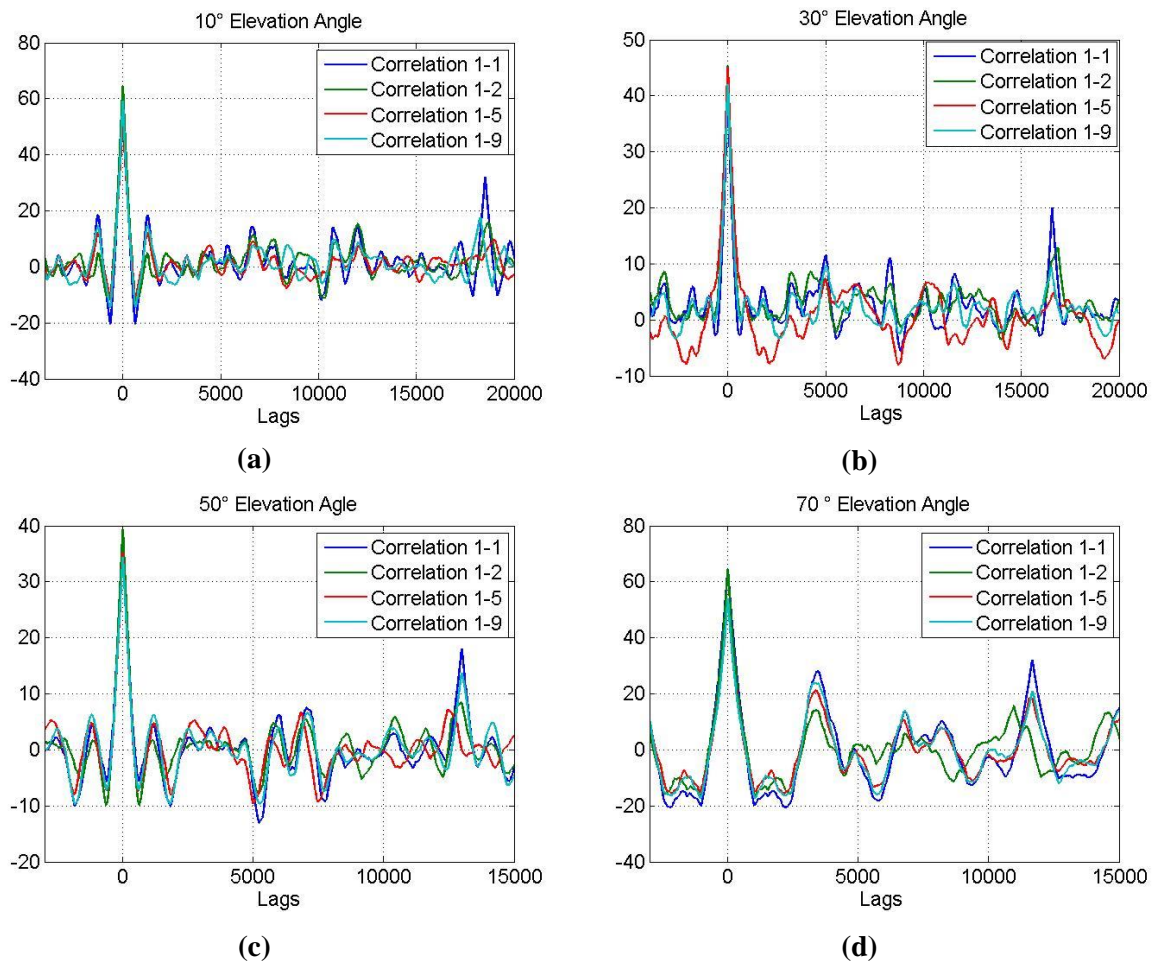 10° Elevation Angle
80
60
40
20
0
-20
-40
Correlation 1-1
Correlation 1-2
Correlation 1-5
Correlation 1-9
0
5000
10000
15000
20000
Lags
(a)
30° Elevation Angle
50
40
30
20
10
0
-10
Correlation 1-1
Correlation 1-2
Correlation 1-5
Correlation 1-9
0
5000
10000
15000
20000
Lags
(b)
50° Elevation Agle
40
30
20
10
0
-10
-20
Correlation 1-1
Correlation 1-2
Correlation 1-5
Correlation 1-9
0
5000
10000
15000
Lags
(c)
70 ° Elevation Angle
80
60
40
20
0
-20
-40
Correlation 1-1
Correlation 1-2
Correlation 1-5
Correlation 1-9
0
5000
10000
15000
Lags
(d)